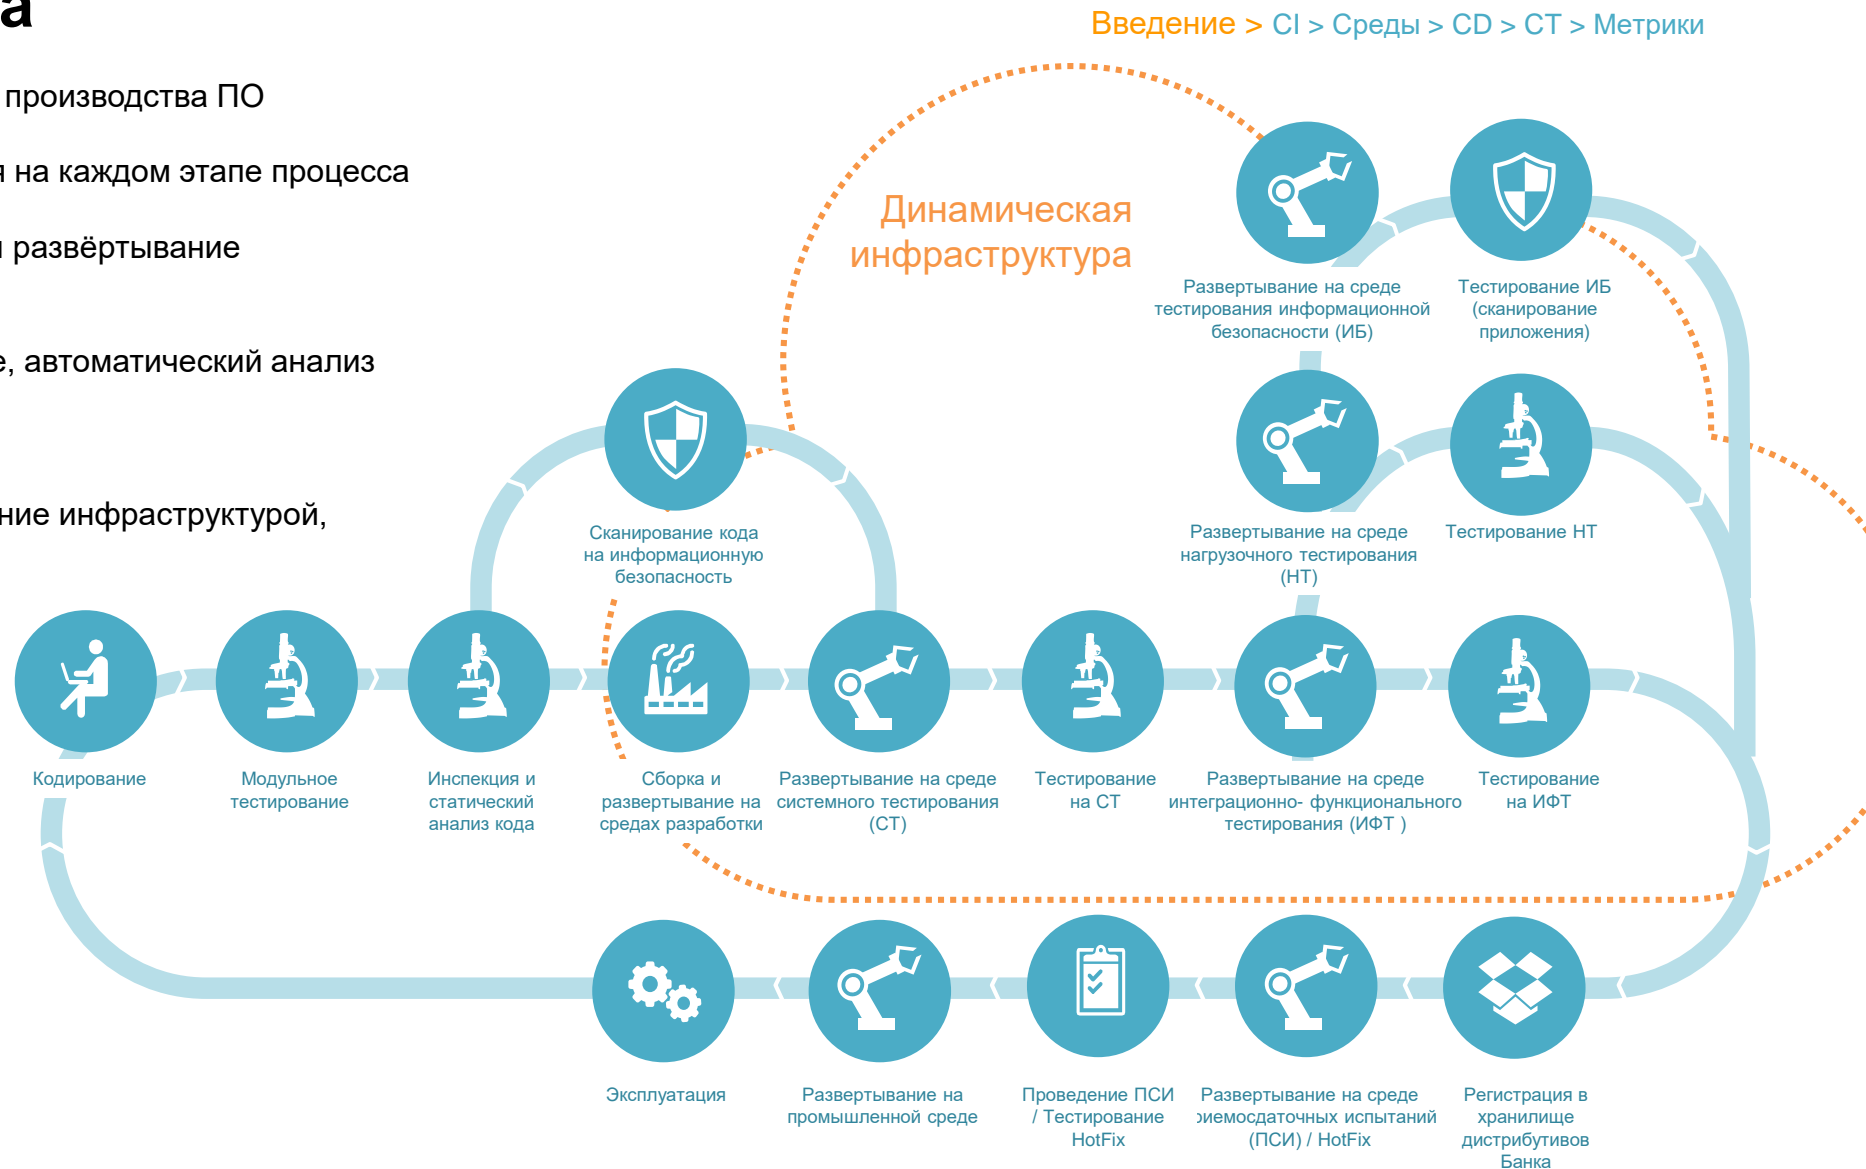 а
Введение > CI > Среды > CD > CT > Метрики
производства ПО
я на каждом этапе процесса
развёртывание
е, автоматический анализ
ние инфраструктурой,
Динамическая
инфраструктура
Развертывание на среде
тестирования информационной
безопасности (ИБ)
Тестирование ИБ
(сканирование
приложения)
Сканирование кода
на информационную
безопасность
Развертывание на среде
нагрузочного тестирования
(НТ)
Тестирование НТ
Кодирование
Модульное
тестирование
Инспекция и
статический
анализ кода
Сборка и
развертывание на
средах разработки
Развертывание на среде
системного тестирования
(СТ)
Тестирование
на СТ
Развертывание на среде
интеграционно- функционального
тестирования (ИФТ )
Тестирование
на ИФТ
Эксплуатация
Развертывание на
промышленной среде
Проведение ПСИ
/ Тестирование
HotFix
Развертывание на среде
риемосдаточных испытаний
(ПСИ) / HotFix
Регистрация в
хранилище
дистрибутивов
Банка